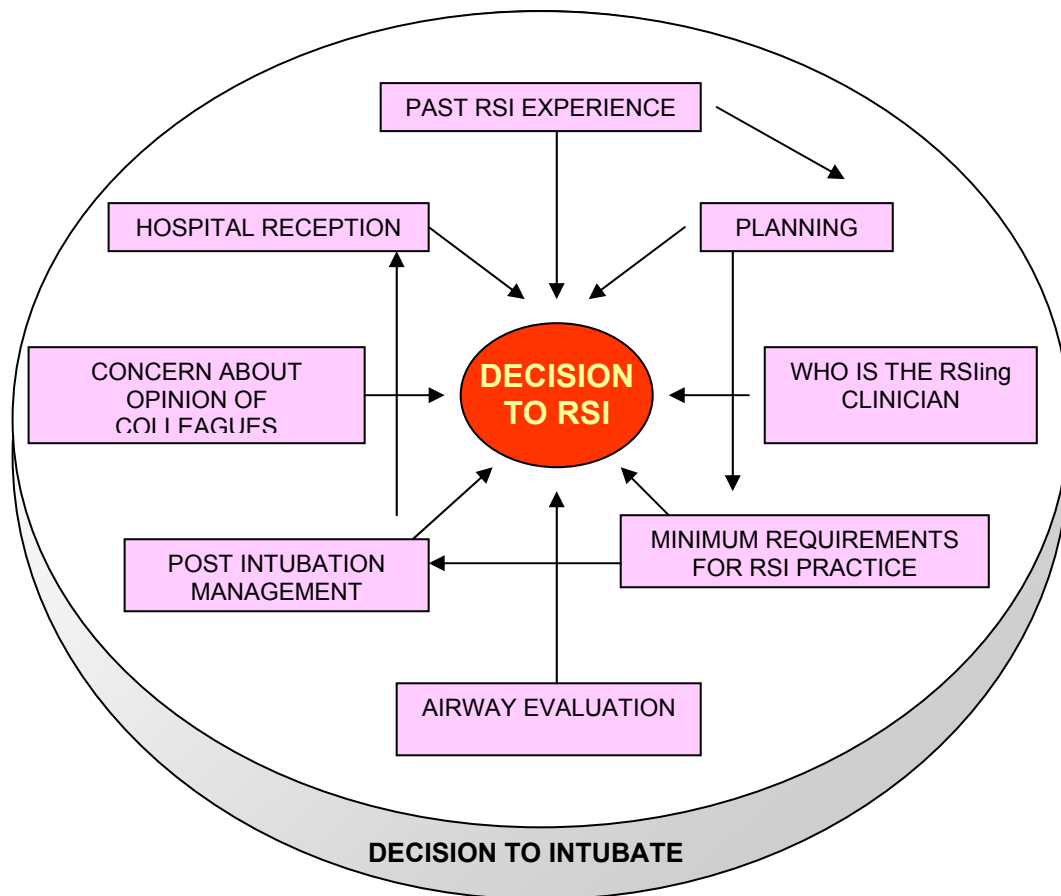 PAST RSI EXPERIENCE
HOSPITAL RECEPTION
PLANNING
CONCERN ABOUT
OPINION OF
COLLEAGUES
DECISION
TO RSI
WHO IS THE RSIing
CLINICIAN
POST INTUBATION
MANAGEMENT
MINIMUM REQUIREMENTS
FOR RSI PRACTICE
AIRWAY EVALUATION
DECISION TO INTUBATE